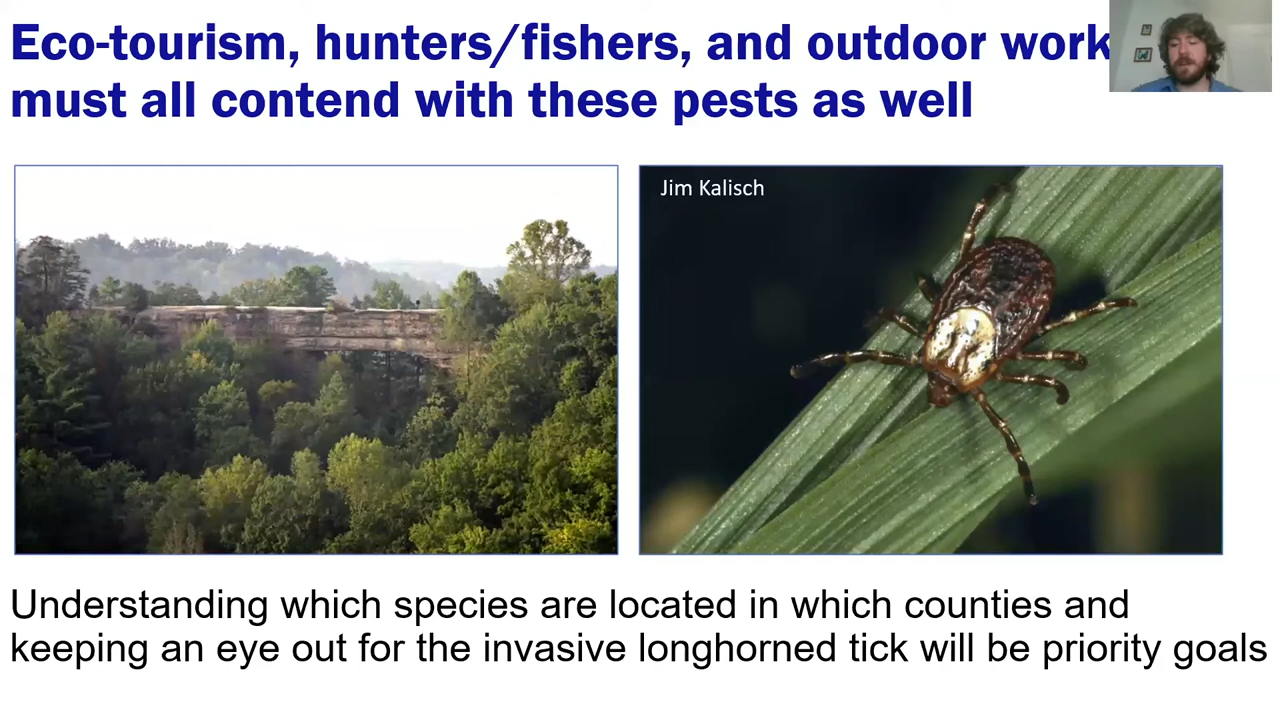 Eco-tourism, hunters/fishers, and outdoor work
must all contend with these pests as well
Jim Kalisch
Understanding which species are located in which counties and
keeping an eye out for the invasive longhorned tick will be priority goals